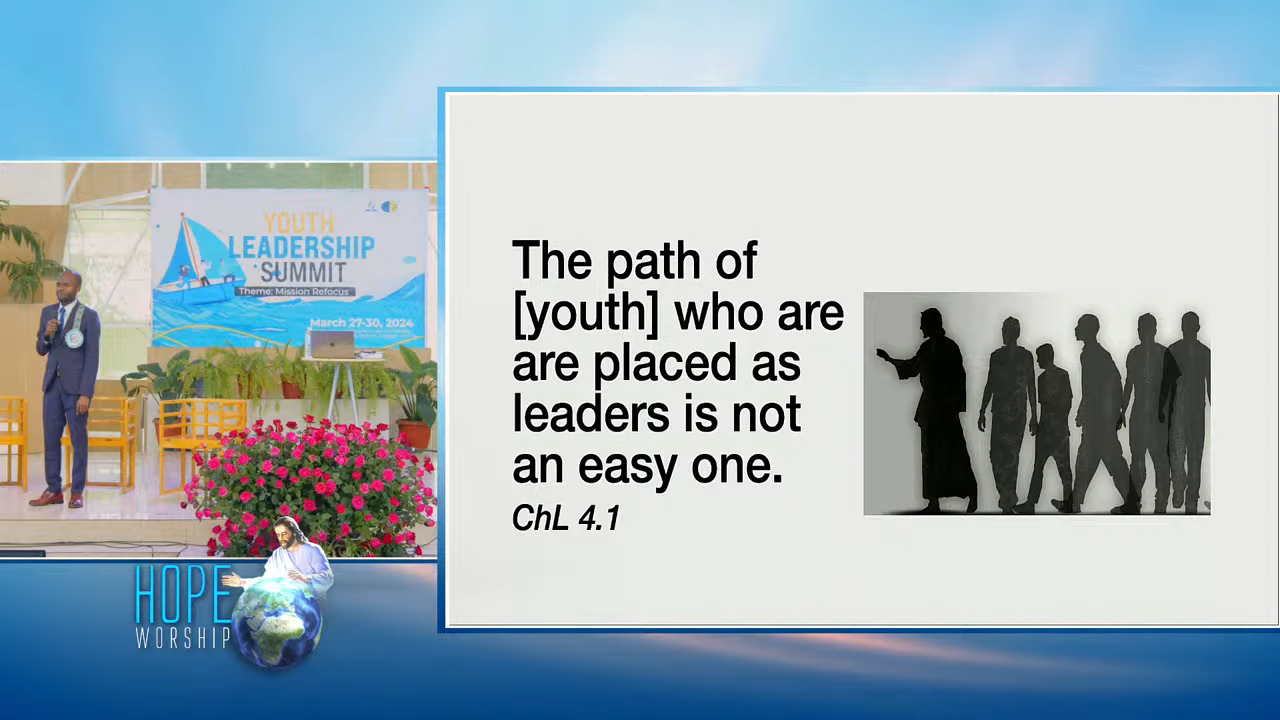 YOUTH
LEADERSHIP
SUMMIT
Theme: Mission Refocus
March 27-30, 2024
The path of
[youth] who are
are placed as
leaders is not
an easy one.
ChL 4.1
HOPE
WORSHIP